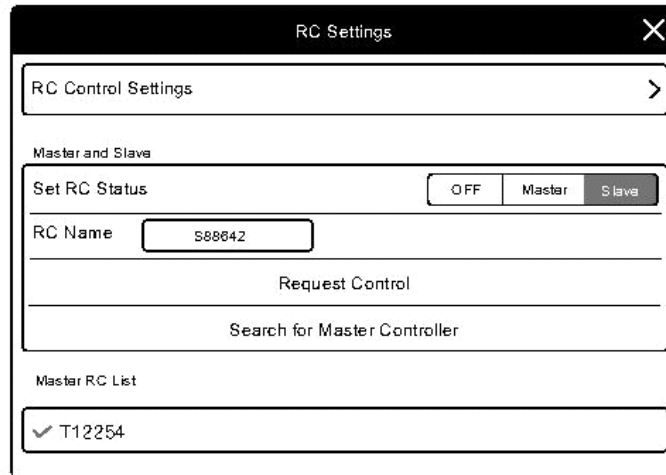 RC Settings
RC Control Settings
Master and Slave
Set RC Status OFF Master Slave
RC Name S88642
Request Control
Search for Master Controller
Master RC List
T12254